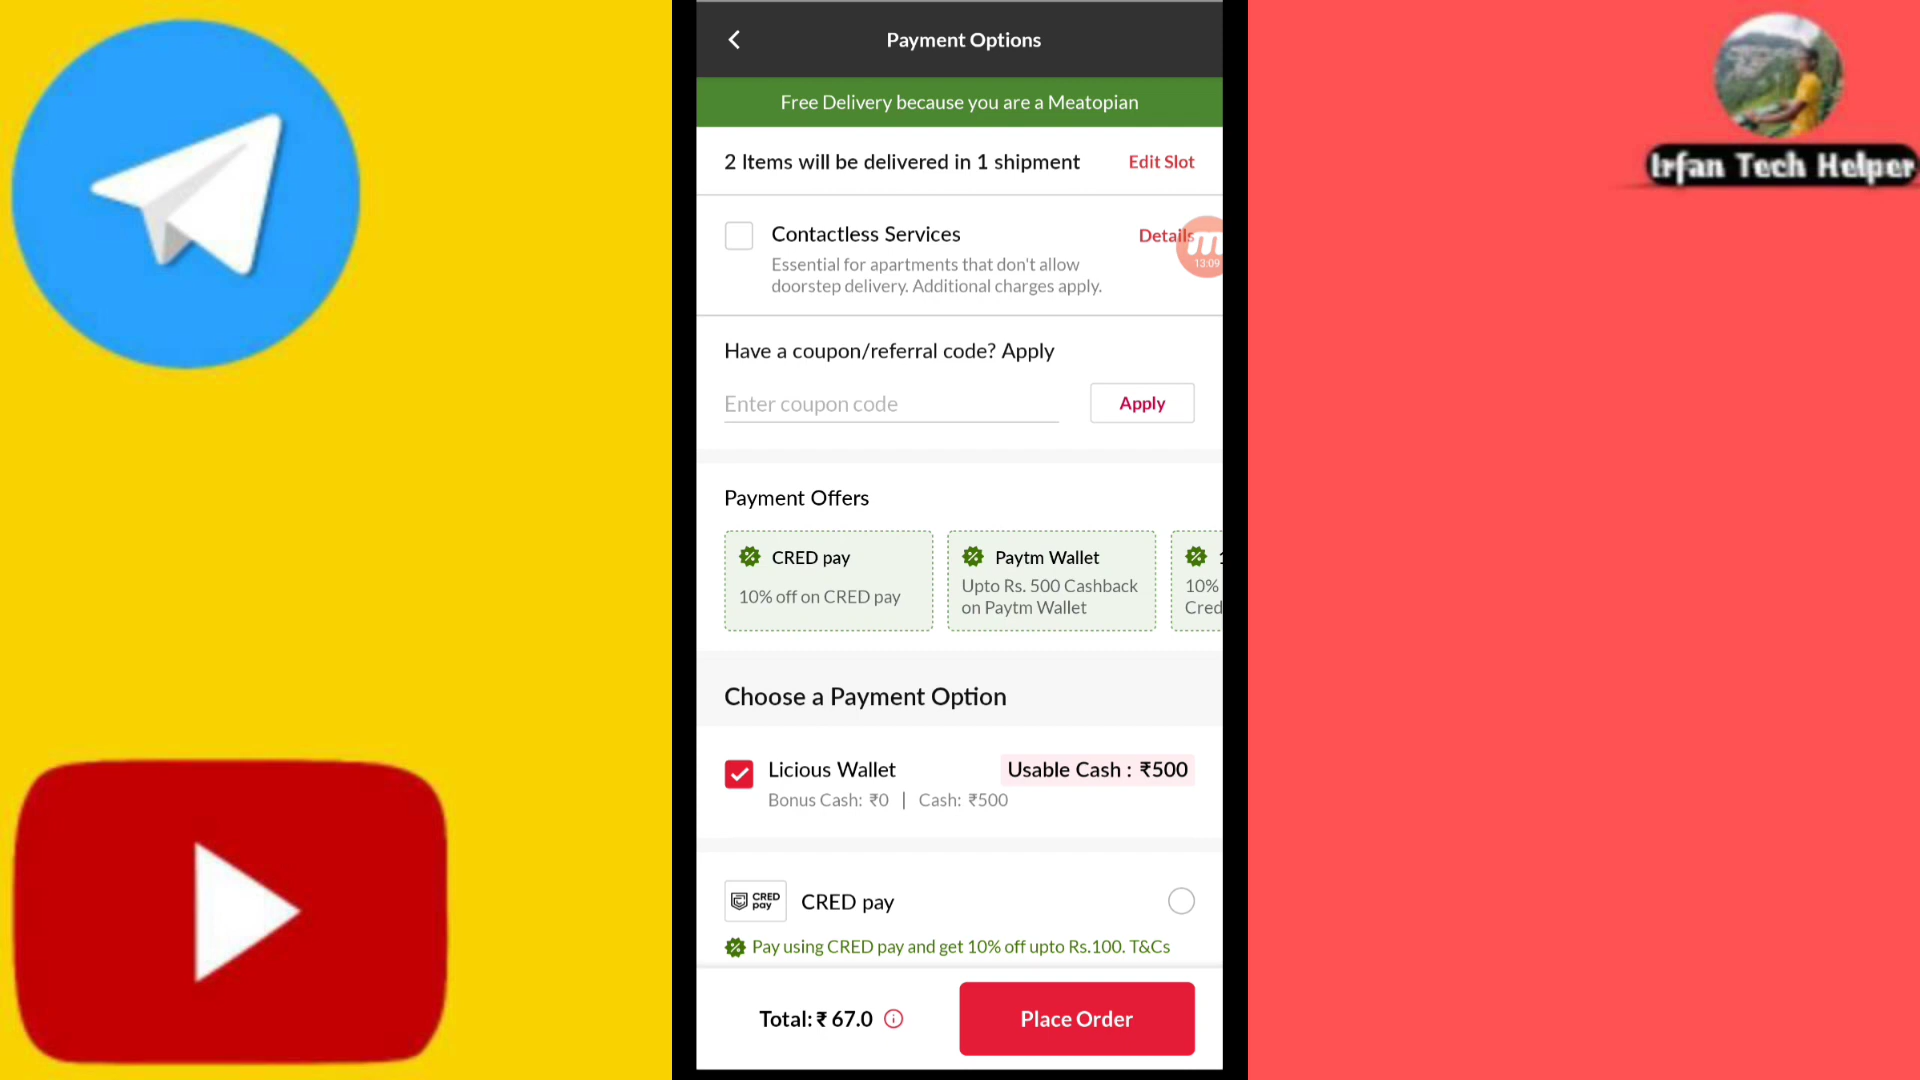 Payment Options
Free Delivery because you are a Meatopian
2 Items will be delivered in 1 shipment
Edit Slot
Contactless Services
Details
Essential for apartments that don't allow
doorstep delivery. Additional charges apply.
13:09
Have a coupon/referral code? Apply
Enter coupon code
Apply
Payment Offers
CRED pay
10% off on CRED pay
Paytm Wallet
Upto Rs. 500 Cashback
on Paytm Wallet
10%
Cred
Choose a Payment Option
Licious Wallet
Usable Cash : ₹500
Bonus Cash: ₹0 | Cash: ₹500
CRED pay
CRED pay
Pay using CRED pay and get 10% off upto Rs.100. T&Cs
Total: ₹ 67.0
Place Order
Irfan Tech Helper